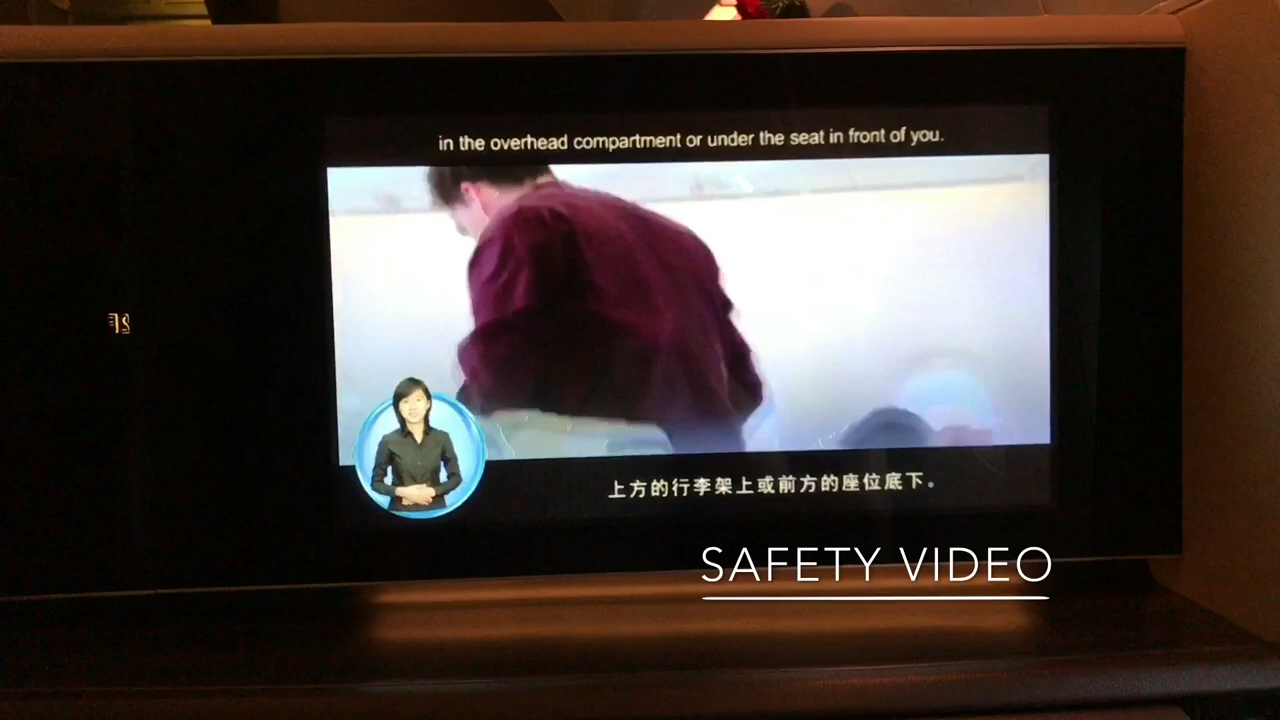 in the overhead compartment or under the seat in front of you.
上方的行李架上或前方的座位底下。
SAFETY VIDEO